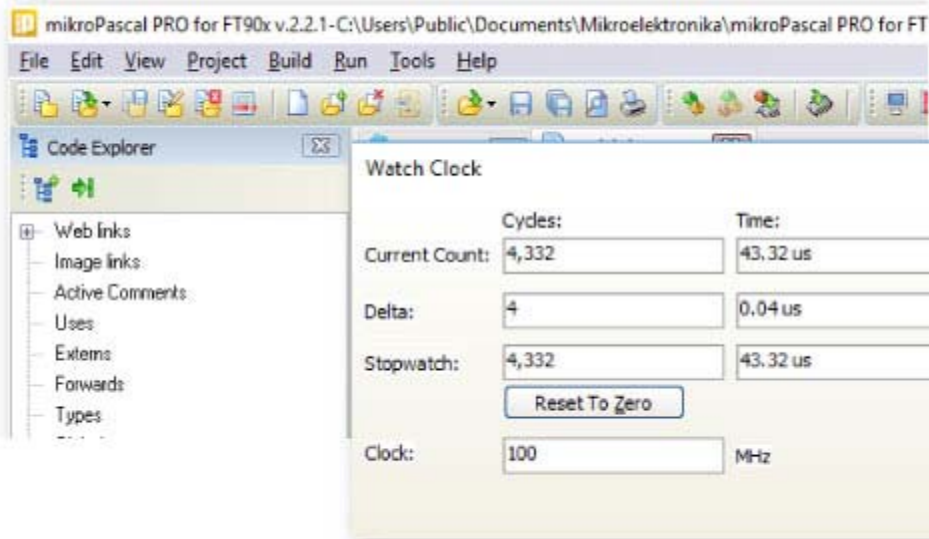 mikroPascal PRO for FT90x v.2.2.1-C:\Users\Public\Documents\Mikroelektronika\mikroPascal PRO for FT
File Edit View Project Build Run Tools Help
Code Explorer
Web links
Image links
Active Comments
Uses
Externs
Forwards
Types
Watch Clock
Cycles: Time:
Current Count: 4,332 43.32 us
Delta: 4 0.04 us
Stopwatch: 4,332 43.32 us
Reset To Zero
Clock: 100 MHz